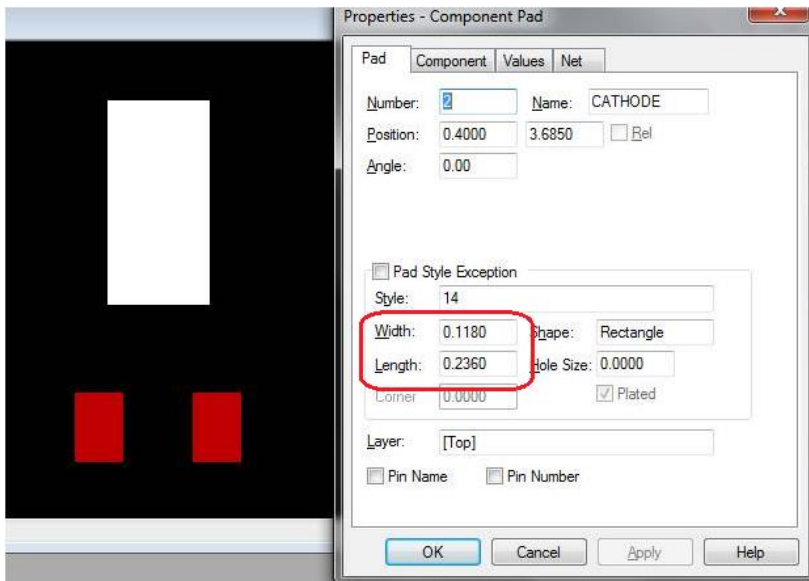 Properties - Component Pad
Pad Component Values Net
Number: 2 Name: CATHODE
Position: 0.4000 3.6850 Rel
Angle: 0.00
Pad Style Exception
Style: 14
Width: 0.1180 Shape: Rectangle
Length: 0.2360 Hole Size: 0.0000
Corner 0.0000 Plated
Layer: [Top]
Pin Name Pin Number
OK Cancel Apply Help